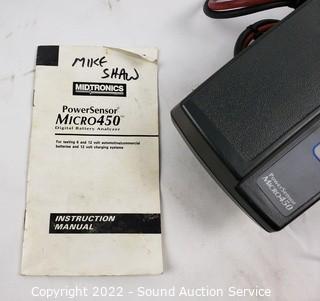 MIKE
SHAW
MIDTRONICS
PowerSensor
MICRO450™
Digital Battery Analyzer
For testing 6 and 12 volt automotive/commercial
batteries and 12 volt charging systems
INSTRUCTION
MANUAL
PowerSensor
MICRO450
Copyright © 2022 - Sound Auction Service